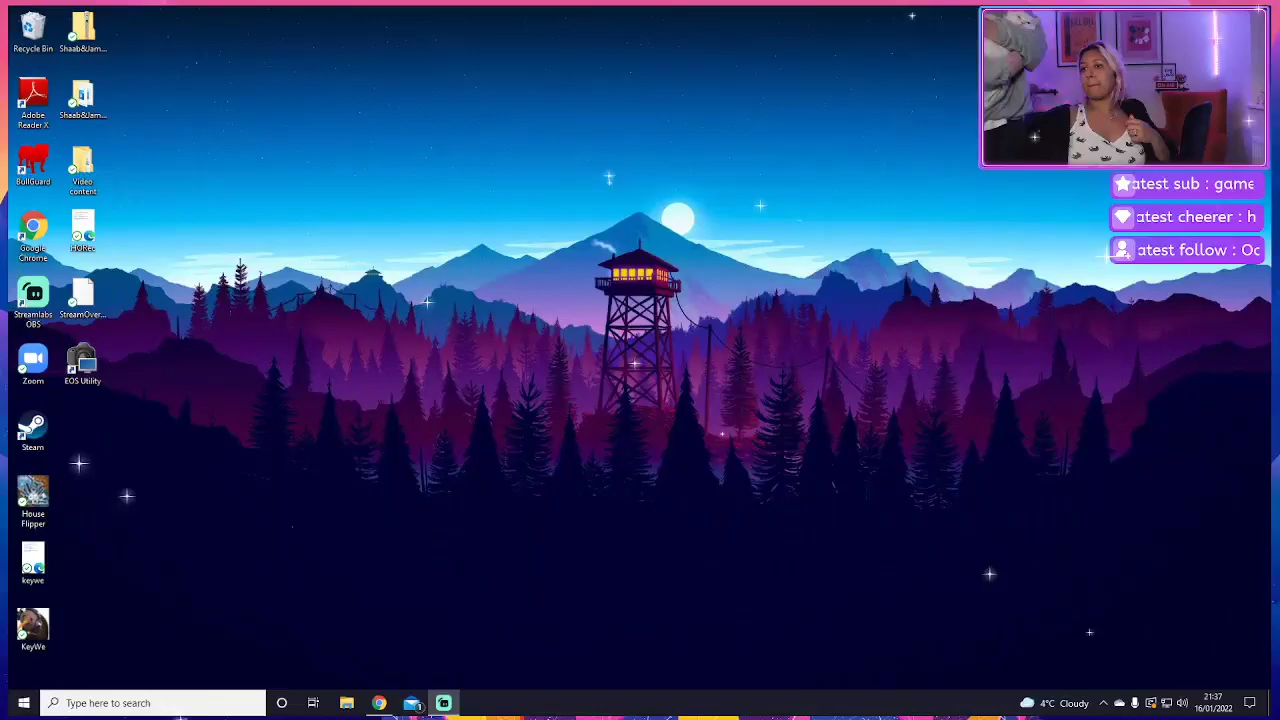 Recycle Bin
Shaab&Jam...
Adobe
Reader X
Shaab&Jam...
BullGuard
Video
content
Google
Chrome
HORec
Streamlabs
OBS
StreamOver...
Zoom
EOS Utility
Steam
House
Flipper
keywe
KeyWe
atest sub : game
atest cheerer : h
atest follow : Oc
Type here to search
1
4°C Cloudy
21:37
16/01/2022